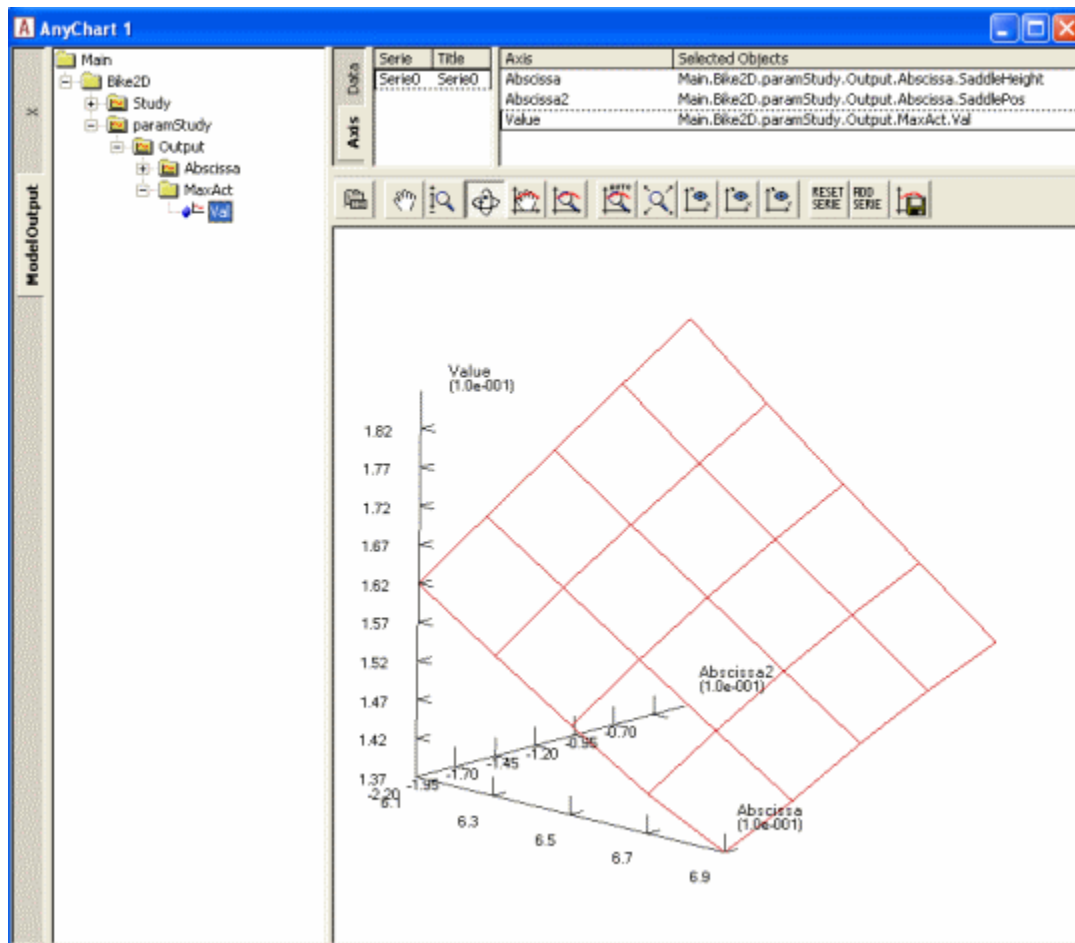 AnyChart 1
ModelOutput
Main
Bike2D
Study
paramStudy
Output
Abscissa
MaxAct
Val
Data
Axis
Serie Title
Serie0 Serie0
Axis Selected Objects
Abscissa Main.Bike2D.paramStudy.Output.Abscissa.SaddleHeight
Abscissa2 Main.Bike2D.paramStudy.Output.Abscissa.SaddlePos
Value Main.Bike2D.paramStudy.Output.MaxAct.Val
AUTO
RESET SERIE
ADD SERIE
Value
(1.0e-001)
1.82
1.77
1.72
1.67
1.62
1.57
1.52
1.47
1.42
1.37
Abscissa2
(1.0e-001)
-0.70
-0.95
-1.20
-1.45
-1.70
-1.95
-2.20
6.1
6.3
6.5
6.7
6.9
Abscissa
(1.0e-001)